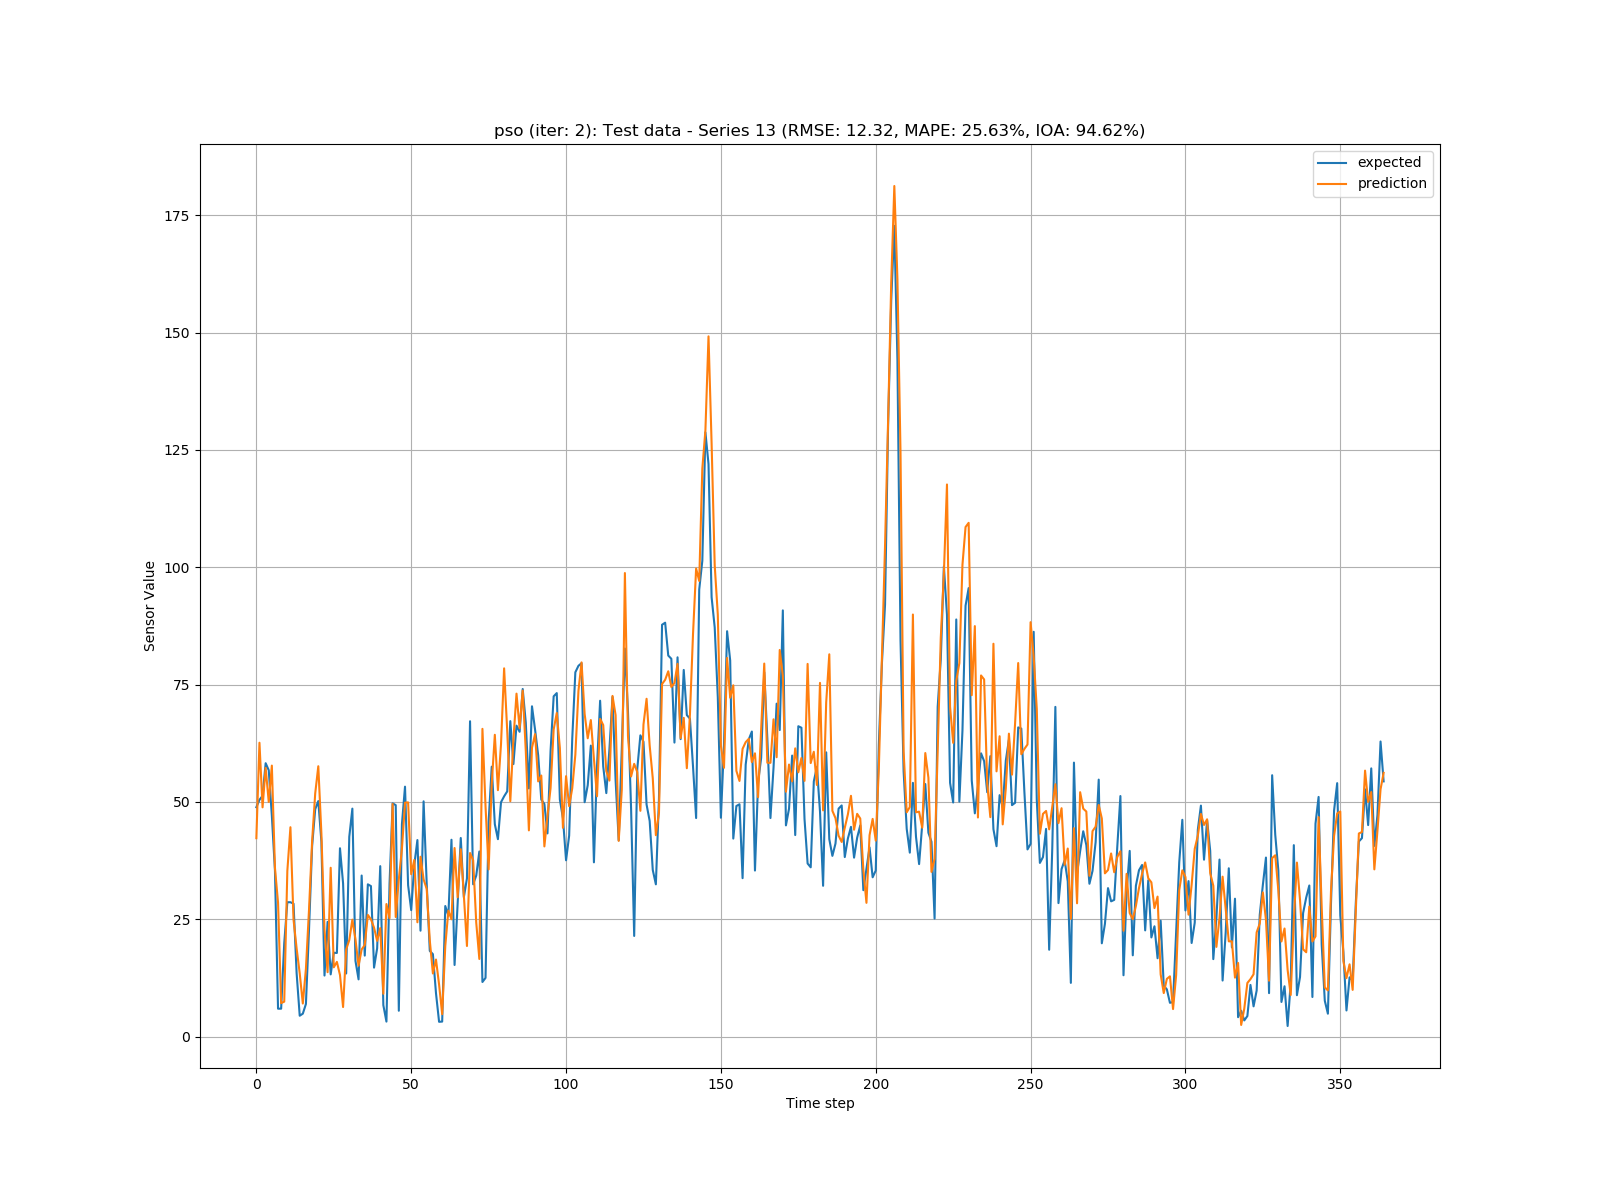 pso (iter: 2): Test data - Series 13 (RMSE: 12.32, MAPE: 25.63%, IOA: 94.62%)
expected
prediction
175
150
125
100
75
50
25
0
Sensor Value
0 50 100 150 200 250 300 350
Time step